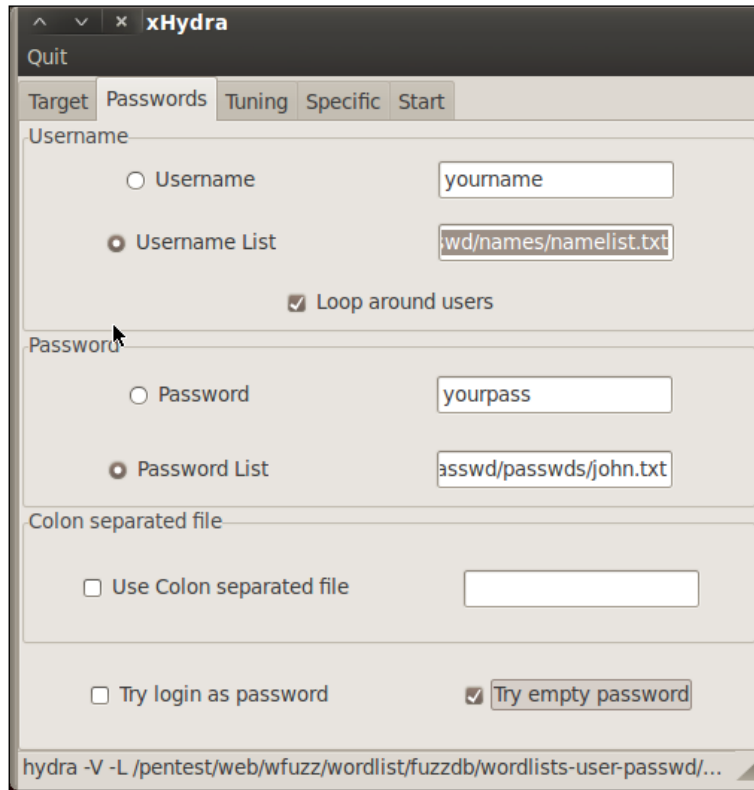 xHydra
Quit
Target Passwords Tuning Specific Start
Username
Username yourname
Username List wd/names/namelist.txt
Loop around users
Password
Password yourpass
Password List asswd/passwds/john.txt
Colon separated file
Use Colon separated file
Try login as password Try empty password
hydra -V -L /pentest/web/wfuzz/wordlist/fuzzdb/wordlists-user-passwd/...